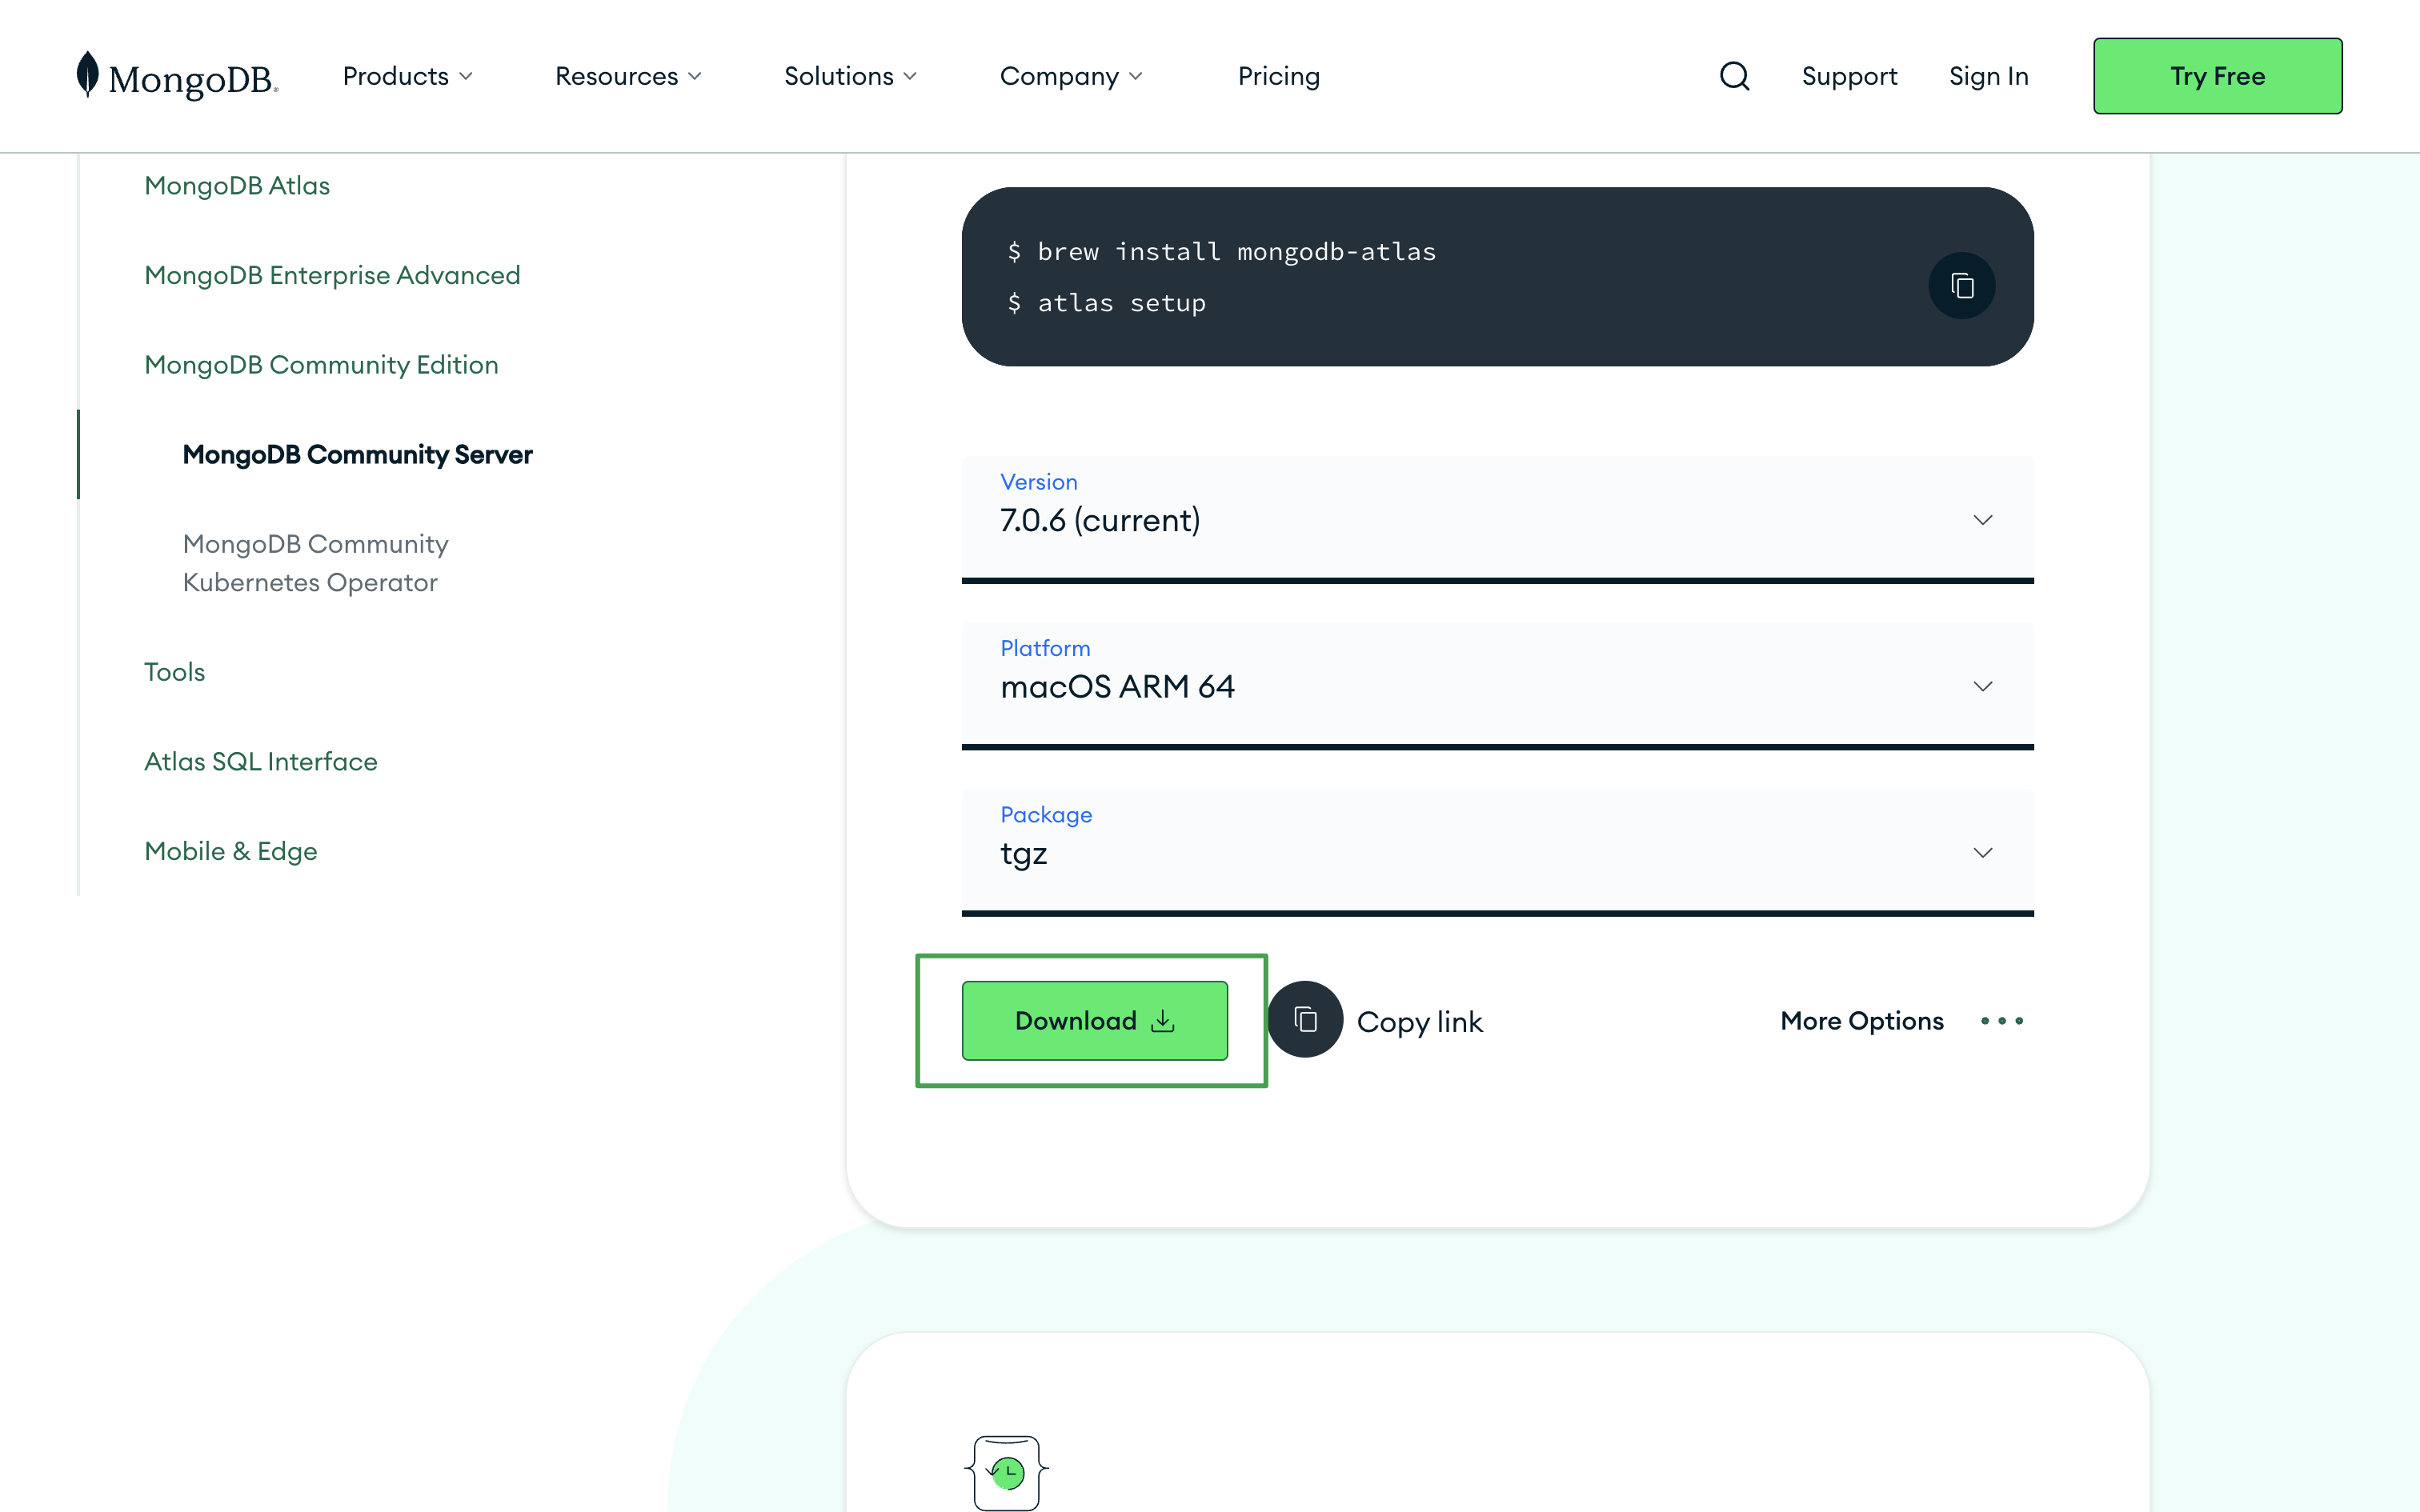 MongoDB.
Products
Resources
Solutions
Company
Pricing
Support
Sign In
Try Free
MongoDB Atlas
MongoDB Enterprise Advanced
MongoDB Community Edition
MongoDB Community Server
MongoDB Community
Kubernetes Operator
Tools
Atlas SQL Interface
Mobile & Edge
$ brew install mongodb-atlas
$ atlas setup
Version
7.0.6 (current)
Platform
macOS ARM 64
Package
tgz
Download
Copy link
More Options